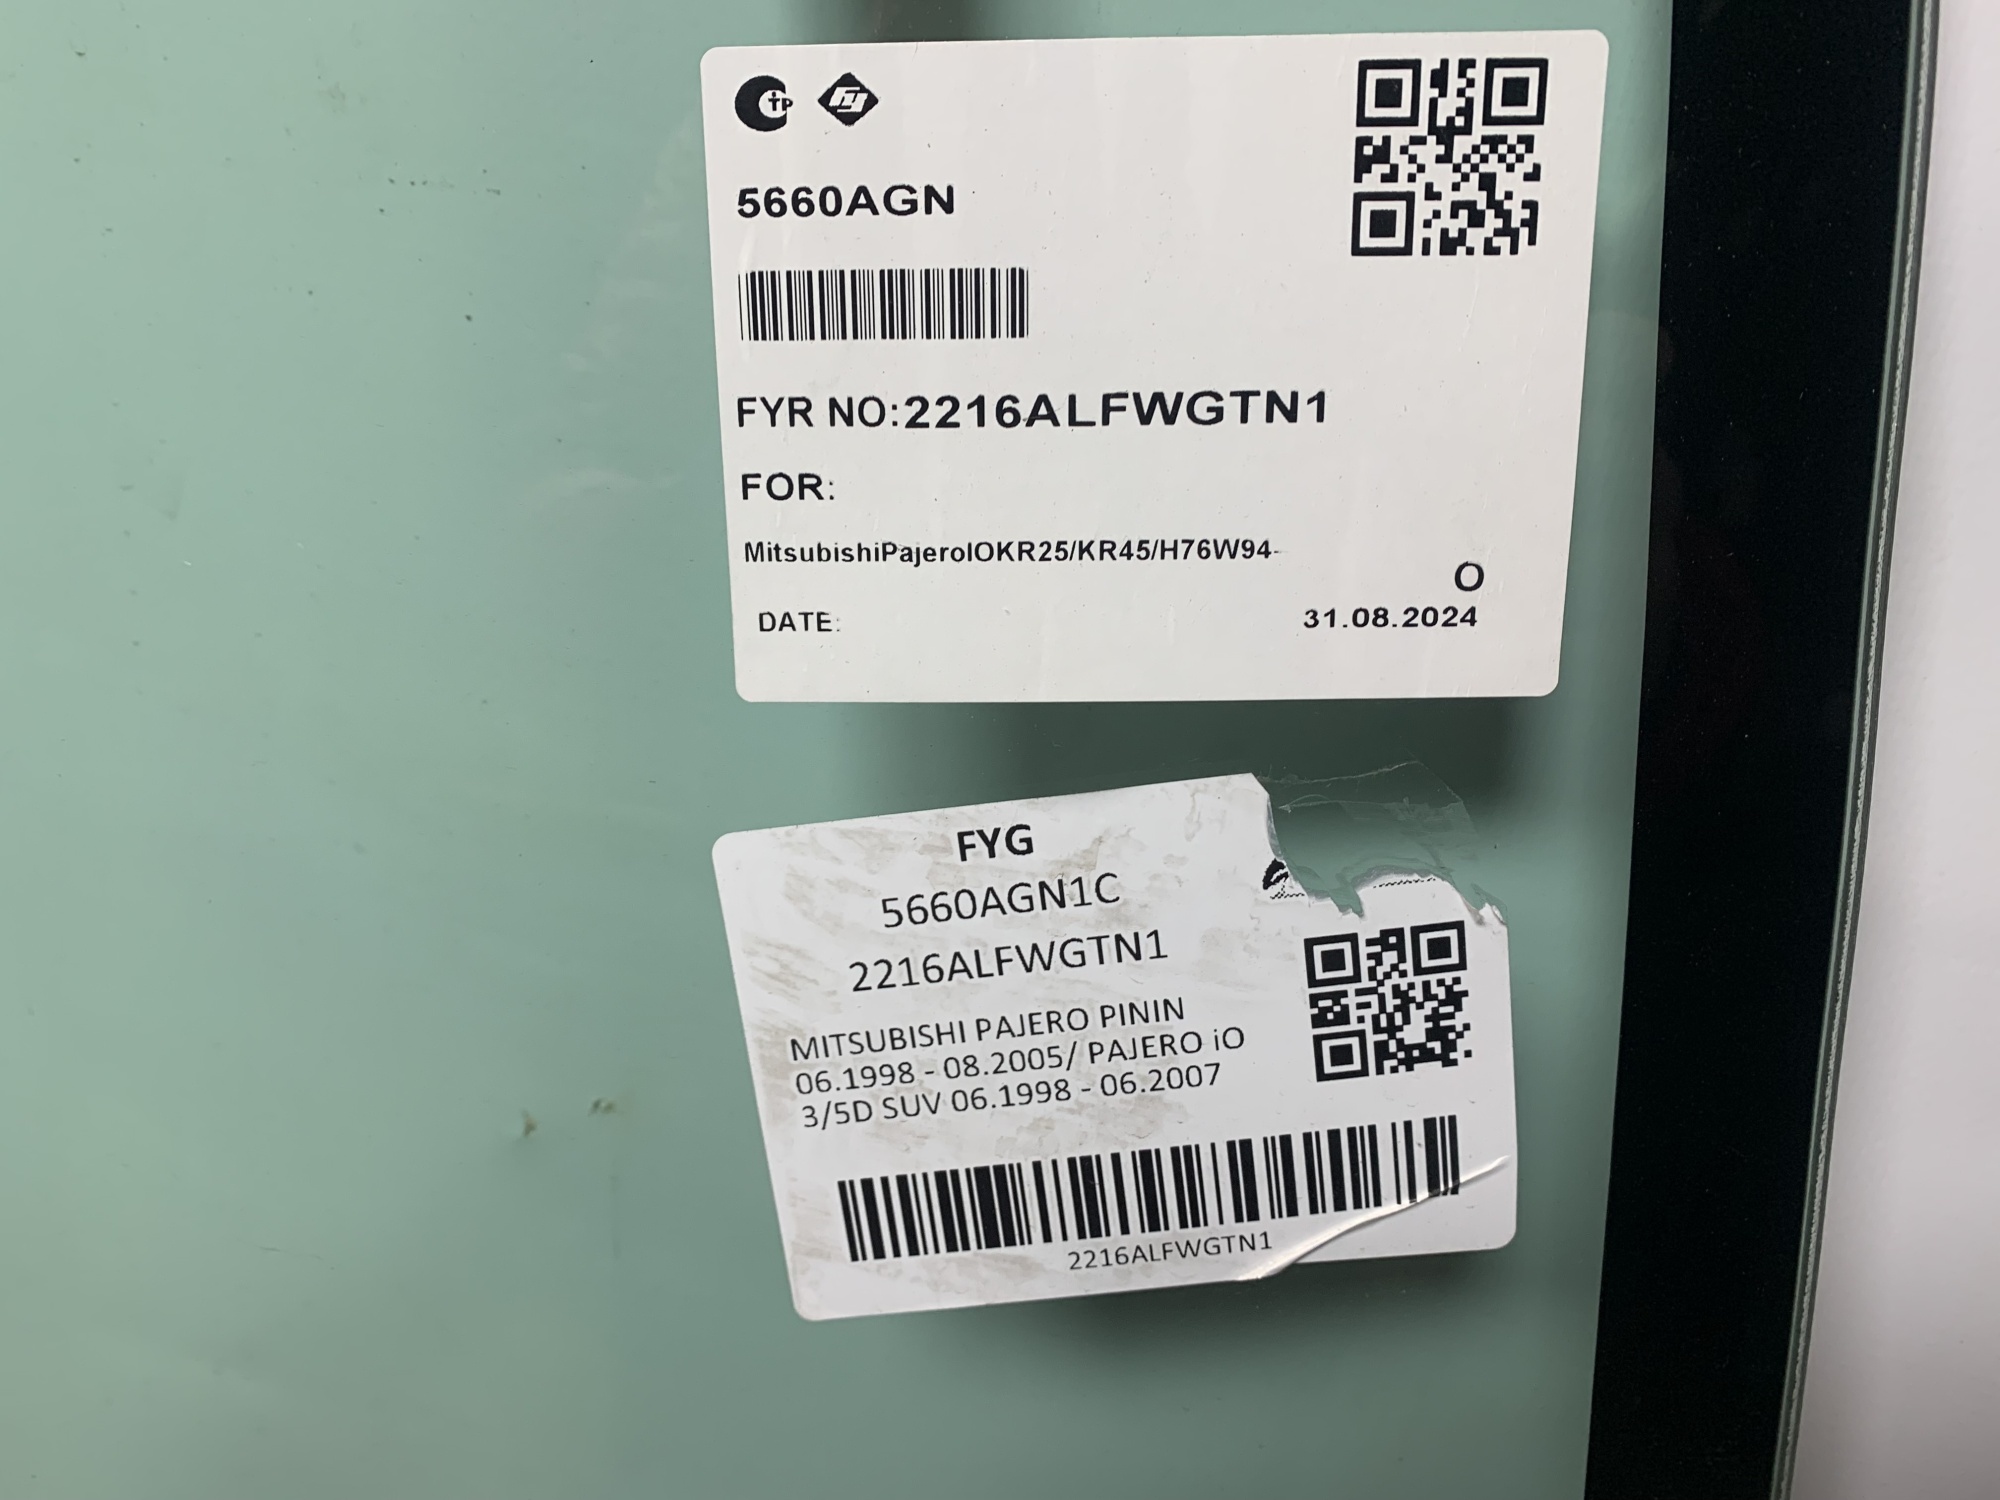 TP
5660AGN
FYR NO:2216ALFWGTN1
FOR:
MitsubishiPajeroIOKR25/KR45/H76W94-
O
DATE: 31.08.2024
FYG
5660AGN1C
2216ALFWGTN1
MITSUBISHI PAJERO PININ
06.1998 - 08.2005/ PAJERO iO
3/5D SUV 06.1998 - 06.2007
2216ALFWGTN1